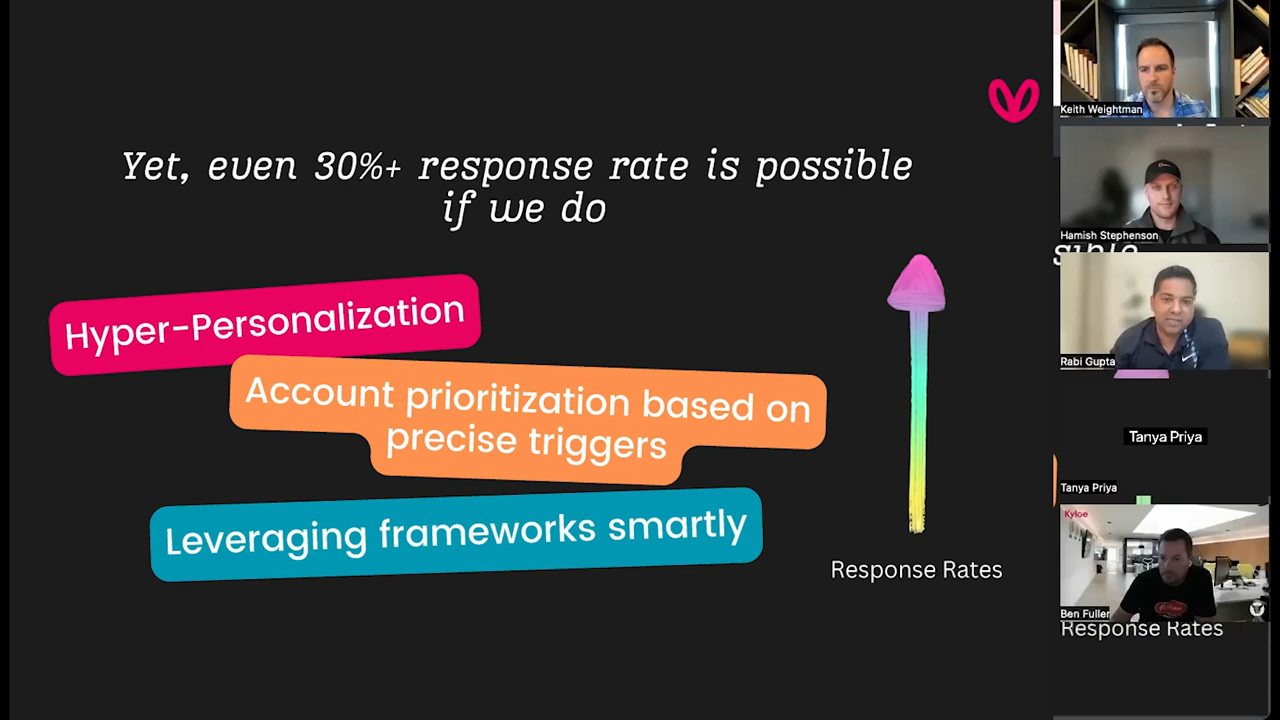 Yet, even 30%+ response rate is possible
if we do
Hyper-Personalization
Account prioritization based on
precise triggers
Leveraging frameworks smartly
Response Rates
Keith Weightman
Hamish Stephenson
Rabi Gupta
Tanya Priya
Tanya Priya
Kyloe
Ben Fuller
Response Rates